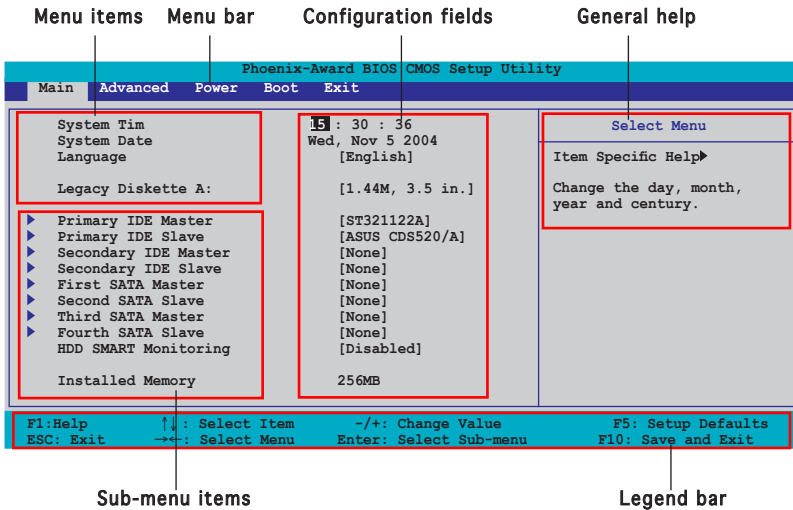 Menu items Menu bar Configuration fields General help
Phoenix-Award BIOS CMOS Setup Utility
Main Advanced Power Boot Exit
System Tim 15 : 30 : 36
System Date Wed, Nov 5 2004
Language [English]
Legacy Diskette A: [1.44M, 3.5 in.]
Primary IDE Master [ST321122A]
Primary IDE Slave [ASUS CDS520/A]
Secondary IDE Master [None]
Secondary IDE Slave [None]
First SATA Master [None]
Second SATA Slave [None]
Third SATA Master [None]
Fourth SATA Slave [None]
HDD SMART Monitoring [Disabled]
Installed Memory 256MB
Select Menu
Item Specific Help▶
Change the day, month,
year and century.
F1:Help ↑↓: Select Item -/+: Change Value F5: Setup Defaults
ESC: Exit →←: Select Menu Enter: Select Sub-menu F10: Save and Exit
Sub-menu items Legend bar